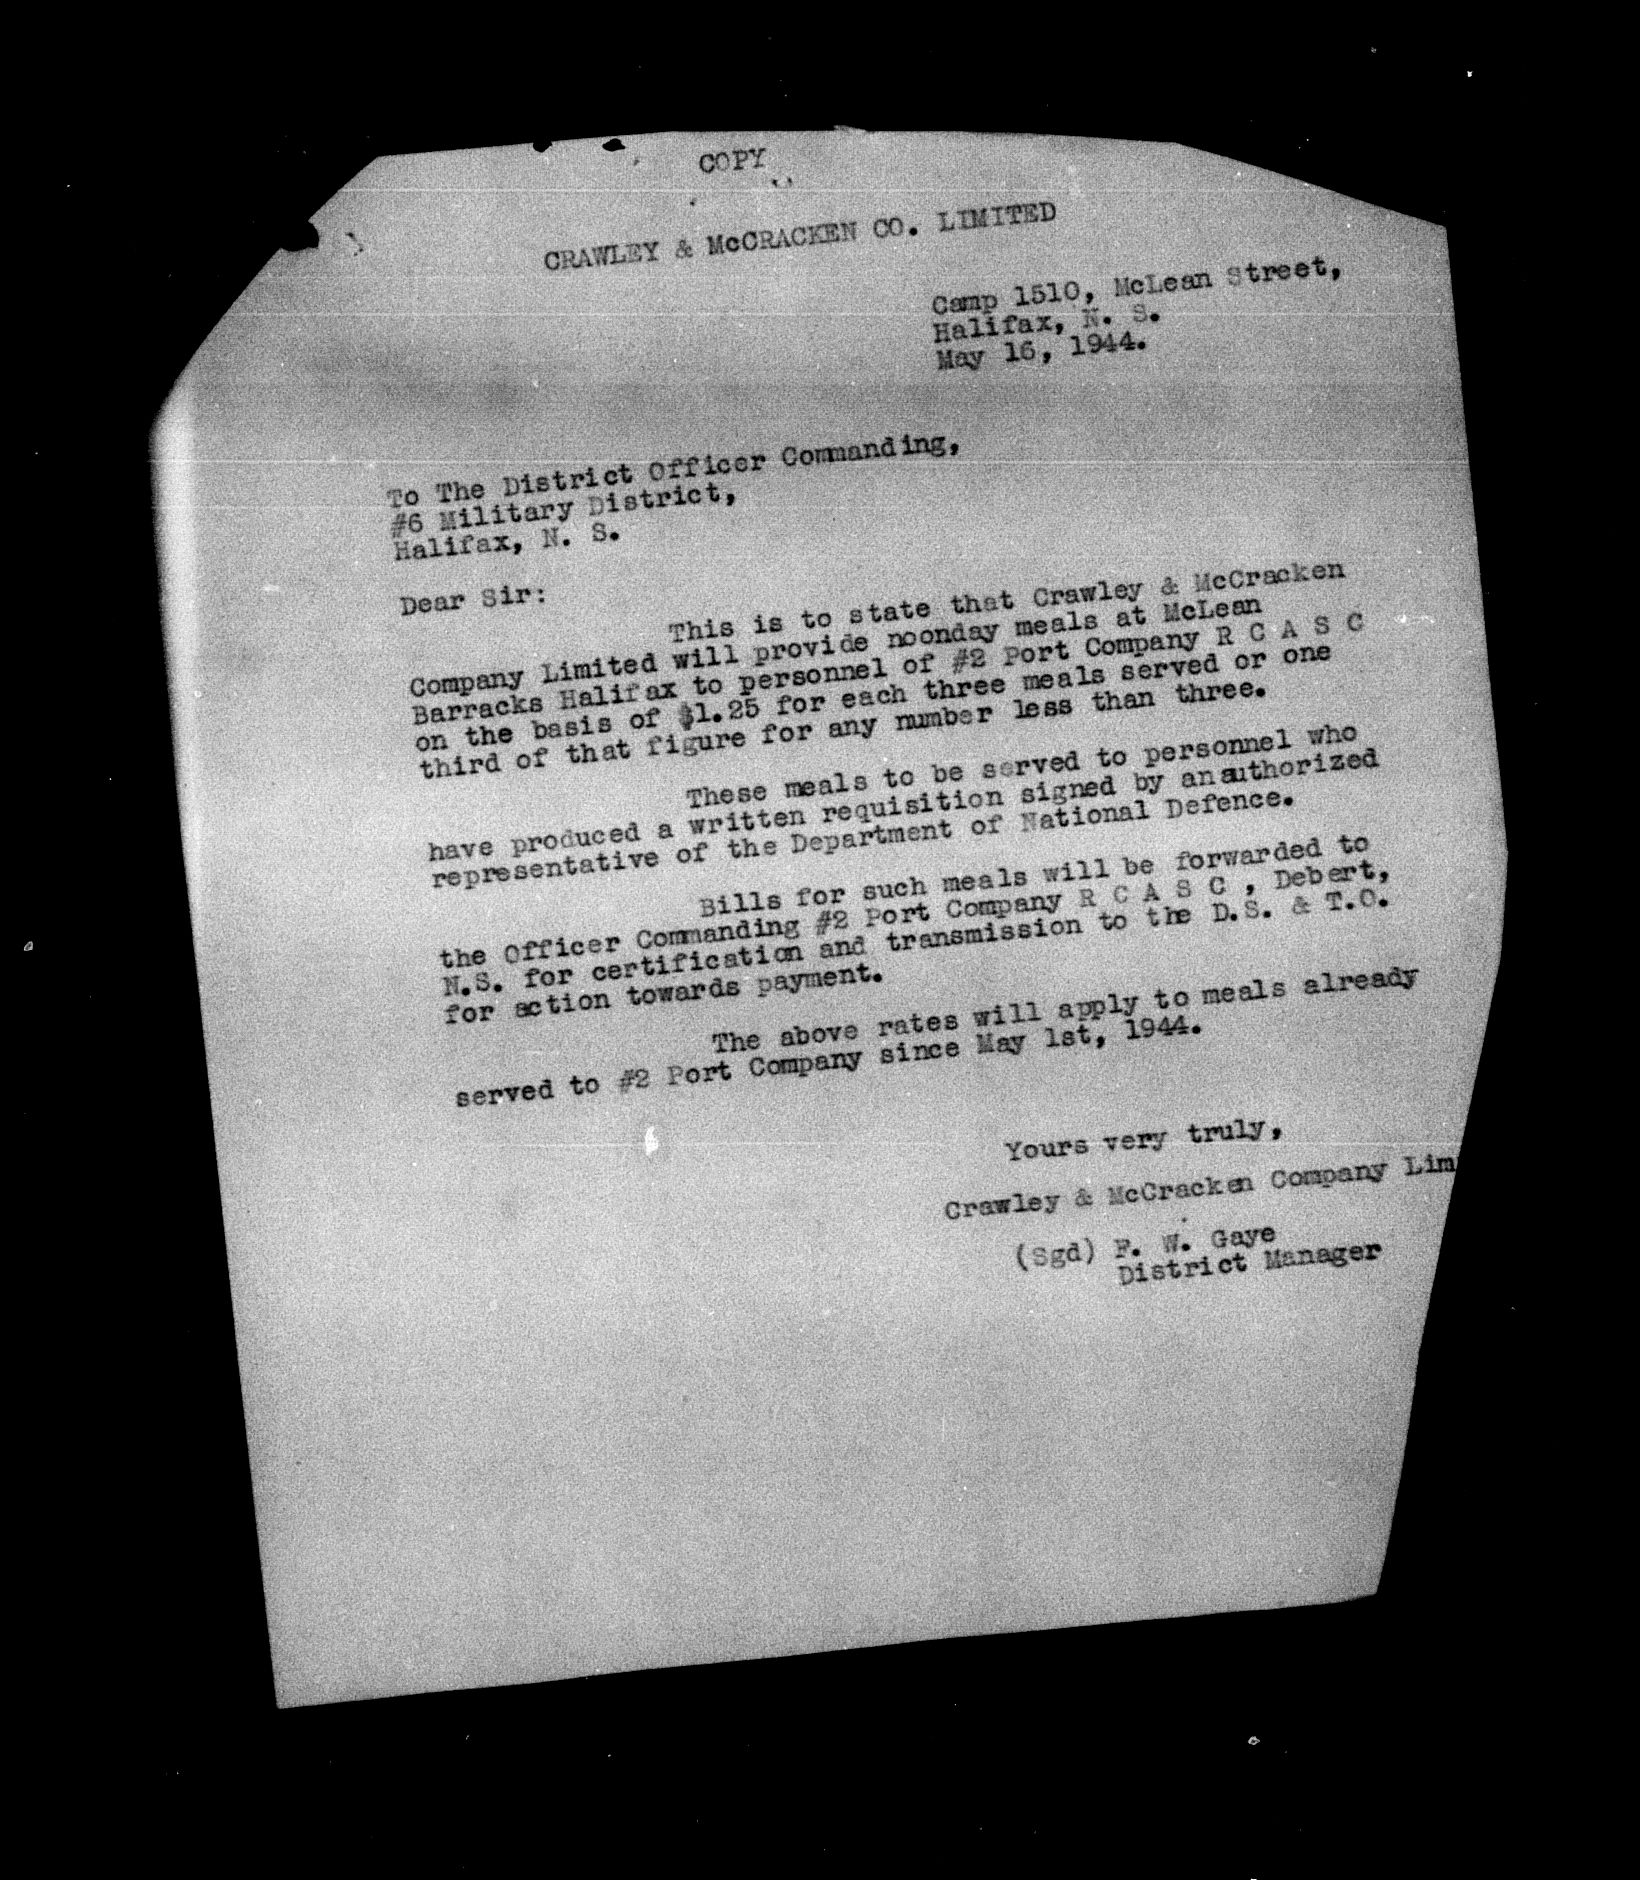 COPY
CRAWLEY & McCRACKEN CO. LIMITED
Camp 1510, McLean Street,
Halifax, N. S.
May 16, 1944.
To The District Officer Commanding,
#6 Military District,
Halifax, N. S.
Dear Sir:
This is to state that Crawley & McCracken
Company Limited will provide noonday meals at McLean
Barracks Halifax to personnel of #2 Port Company R C A S C
on the basis of $1.25 for each three meals served or one
third of that figure for any number less than three.
These meals to be served to personnel who
have produced a written requisition signed by an authorized
representative of the Department of National Defence.
Bills for such meals will be forwarded to
the Officer Commanding #2 Port Company R C A S C , Debert,
N.S. for certification and transmission to the D.S. & T.O.
for action towards payment.
The above rates will apply to meals already
served to #2 Port Company since May 1st, 1944.
Yours very truly,
Crawley & McCracken Company Lim
(Sgd) F. W. Gaye
District Manager